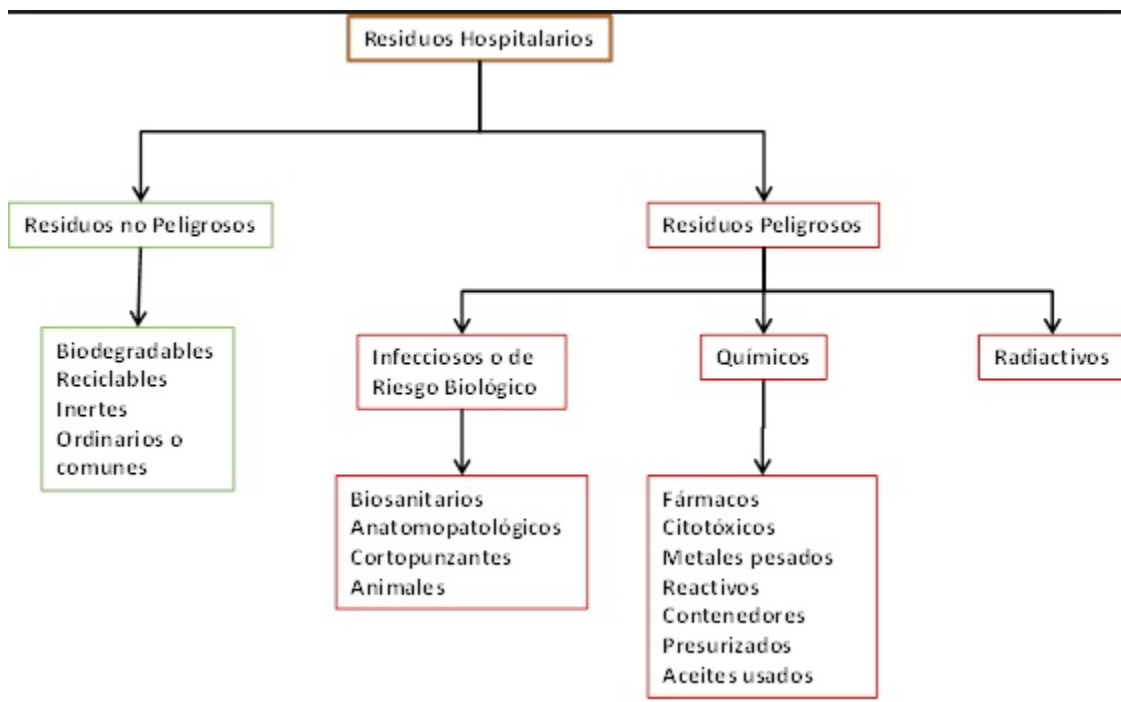 Residuos Hospitalarios
Residuos no Peligrosos
Residuos Peligrosos
Biodegradables
Reciclables
Inertes
Ordinarios o
comunes
Infecciosos o de
Riesgo Biológico
Químicos
Radiactivos
Biosanitarios
Anatomopatológicos
Cortopunzantes
Animales
Fármacos
Citotóxicos
Metales pesados
Reactivos
Contenedores
Presurizados
Aceites usados